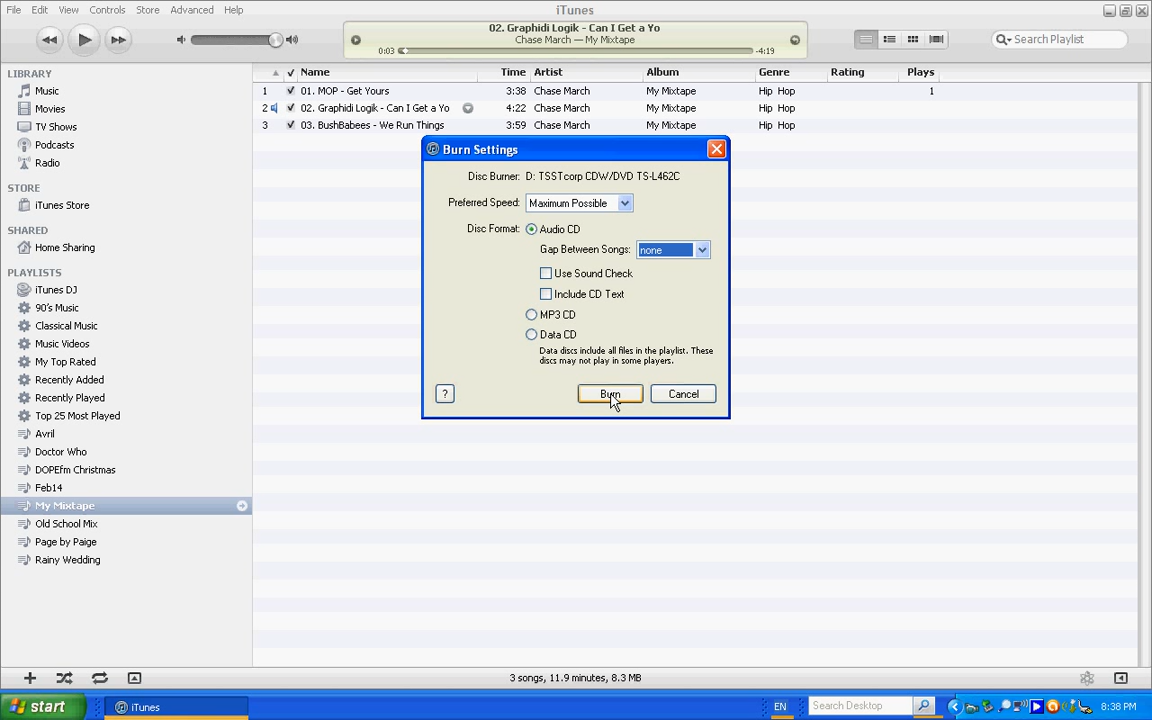 File Edit View Controls Store Advanced Help
iTunes
02. Graphidi Logik - Can I Get a Yo
Chase March — My Mixtape
0:03 -4:19
Search Playlist
LIBRARY
Music
Movies
TV Shows
Podcasts
Radio
STORE
iTunes Store
SHARED
Home Sharing
PLAYLISTS
iTunes DJ
90's Music
Classical Music
Music Videos
My Top Rated
Recently Added
Recently Played
Top 25 Most Played
Avril
Doctor Who
DOPEfm Christmas
Feb14
My Mixtape
Old School Mix
Page by Paige
Rainy Wedding
Name Time Artist Album Genre Rating Plays
1 01. MOP - Get Yours 3:38 Chase March My Mixtape Hip Hop 1
2 02. Graphidi Logik - Can I Get a Yo 4:22 Chase March My Mixtape Hip Hop
3 03. BushBabees - We Run Things 3:59 Chase March My Mixtape Hip Hop
Burn Settings
Disc Burner: D: TSSTcorp CDW/DVD TS-L462C
Preferred Speed: Maximum Possible
Disc Format: Audio CD
Gap Between Songs: none
Use Sound Check
Include CD Text
MP3 CD
Data CD
Data discs include all files in the playlist. These
discs may not play in some players.
? Burn Cancel
3 songs, 11.9 minutes, 8.3 MB
start iTunes EN Search Desktop 8:38 PM